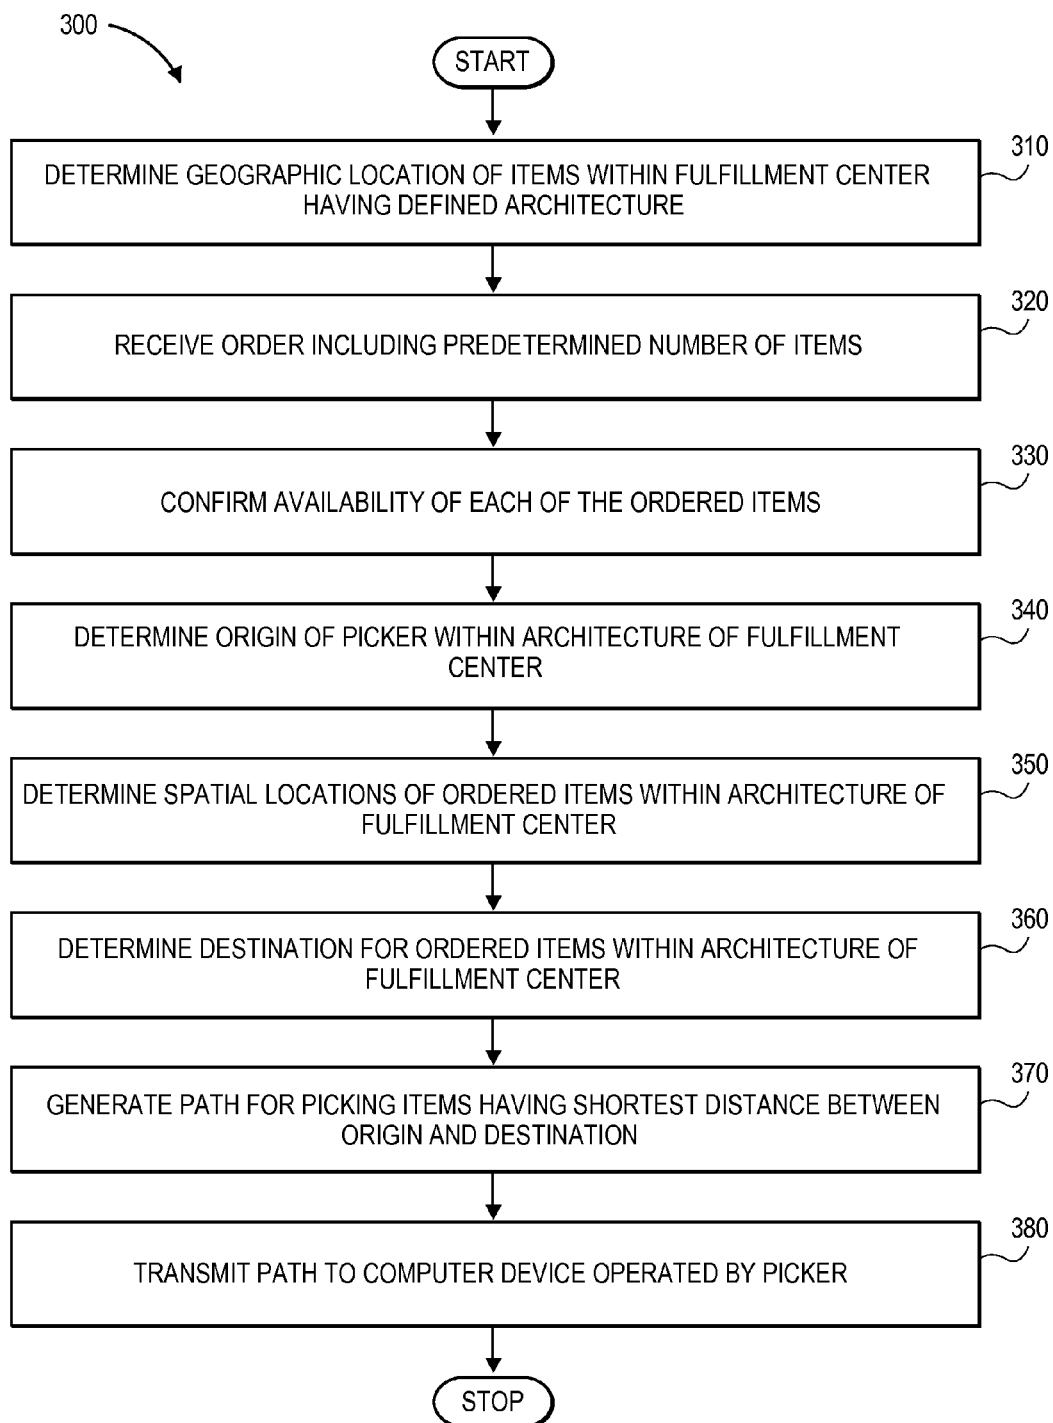 300
START
310
DETERMINE GEOGRAPHIC LOCATION OF ITEMS WITHIN FULFILLMENT CENTER
HAVING DEFINED ARCHITECTURE
320
RECEIVE ORDER INCLUDING PREDETERMINED NUMBER OF ITEMS
330
CONFIRM AVAILABILITY OF EACH OF THE ORDERED ITEMS
340
DETERMINE ORIGIN OF PICKER WITHIN ARCHITECTURE OF FULFILLMENT
CENTER
350
DETERMINE SPATIAL LOCATIONS OF ORDERED ITEMS WITHIN ARCHITECTURE OF
FULFILLMENT CENTER
360
DETERMINE DESTINATION FOR ORDERED ITEMS WITHIN ARCHITECTURE OF
FULFILLMENT CENTER
370
GENERATE PATH FOR PICKING ITEMS HAVING SHORTEST DISTANCE BETWEEN
ORIGIN AND DESTINATION
380
TRANSMIT PATH TO COMPUTER DEVICE OPERATED BY PICKER
STOP